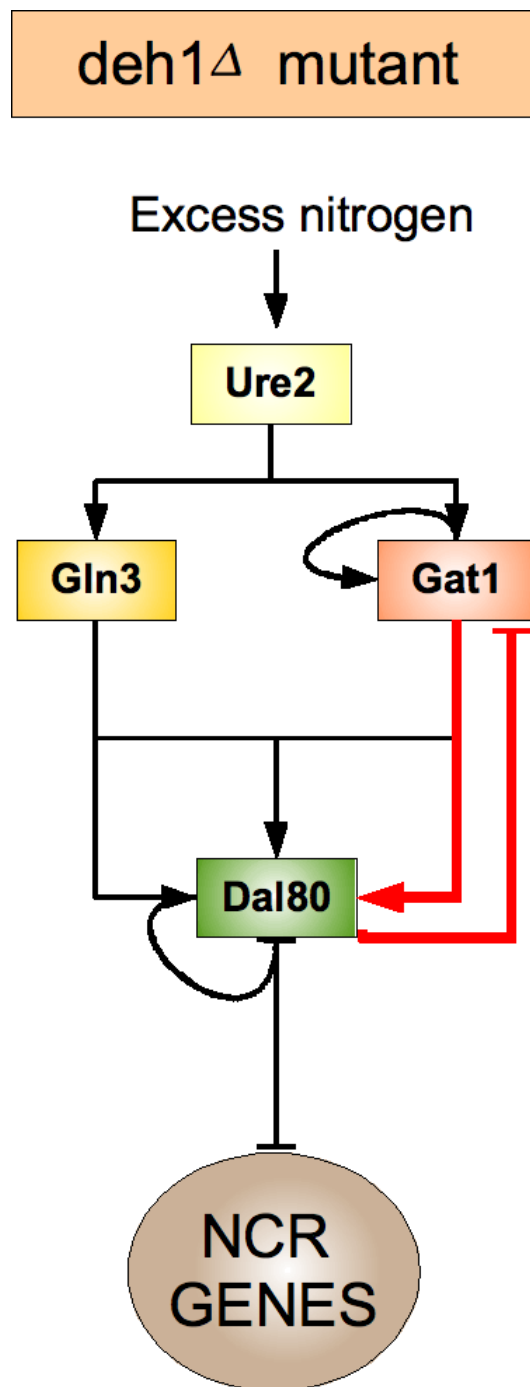 deh1Δ mutant
Excess nitrogen
Ure2
Gln3
Gat1
Dal80
NCR
GENES